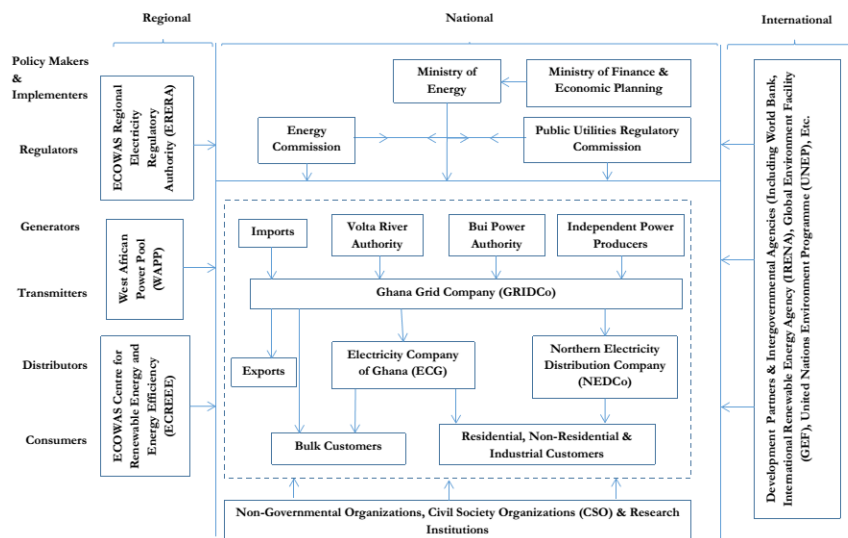 Regional
National
International
Policy Makers
&
Implementers
Regulators
Generators
Transmitters
Distributors
Consumers
ECOWAS Regional
Electricity
Regulatory
Authority (ERERA)
West African
Power Pool
(WAPP)
ECOWAS Centre for
Renewable Energy and
Energy Efficiency
(ECREEE)
Ministry of
Energy
Ministry of Finance &
Economic Planning
Energy
Commission
Public Utilities Regulatory
Commission
Imports
Volta River
Authority
Bui Power
Authority
Independent Power
Producers
Ghana Grid Company (GRIDCo)
Exports
Electricity Company
of Ghana (ECG)
Northern Electricity
Distribution Company
(NEDCo)
Bulk Customers
Residential, Non-Residential &
Industrial Customers
Non-Governmental Organizations, Civil Society Organizations (CSO) & Research
Institutions
Development Partners & Intergovernmental Agencies (Including World Bank,
International Renewable Energy Agency (IRENA), Global Environment Facility
(GEF), United Nations Environment Programme (UNEP), Etc.